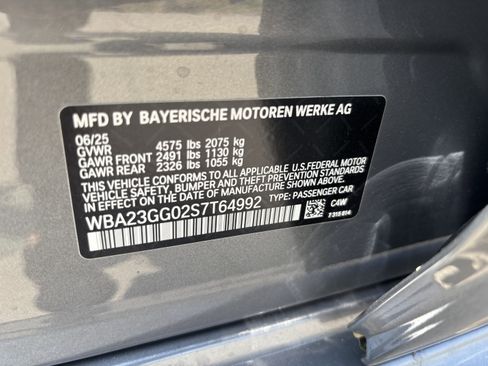 MFD BY BAYERISCHE MOTOREN WERKE AG
06/25
GVWR 4575 lbs 2075 kg
GAWR FRONT 2491 lbs 1130 kg
GAWR REAR 2326 lbs 1055 kg
THIS VEHICLE CONFORMS TO ALL APPLICABLE U.S.FEDERAL MOTOR
VEHICLE SAFETY, BUMPER, AND THEFT PREVENTION STANDARDS
IN EFFECT ON THE DATE OF MANUFACTURE SHOWN ABOVE.
WBA23GG02S7T64992 TYPE: PASSENGER CAR
C4W
7 315 614